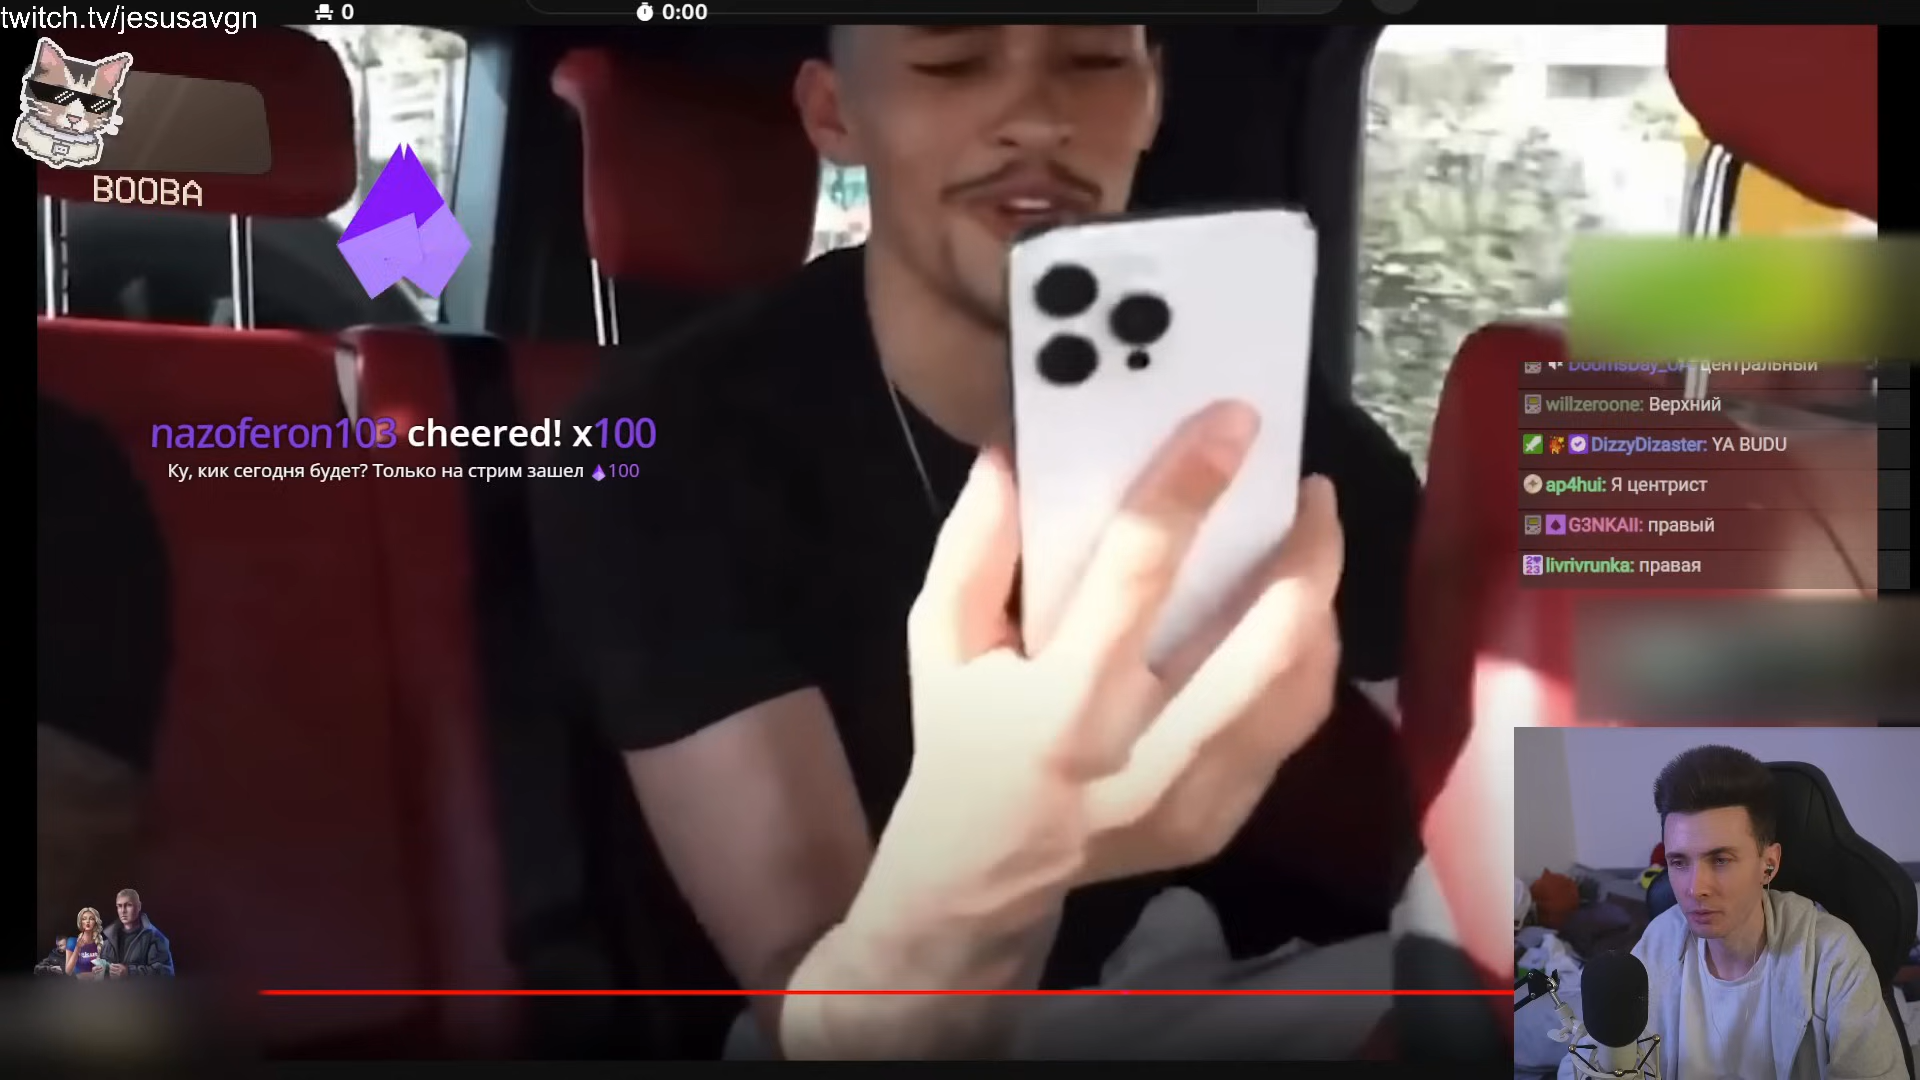 twitch.tv/jesusavgn
0
0:00
BOOBA
nazoferon103 cheered! x100
Ку, кик сегодня будет? Только на стрим зашел 100
центральный
willzeroone: Верхний
DizzyDizaster: YA BUDU
ap4hui: Я центрист
G3NKAII: правый
livrivrunka: правая